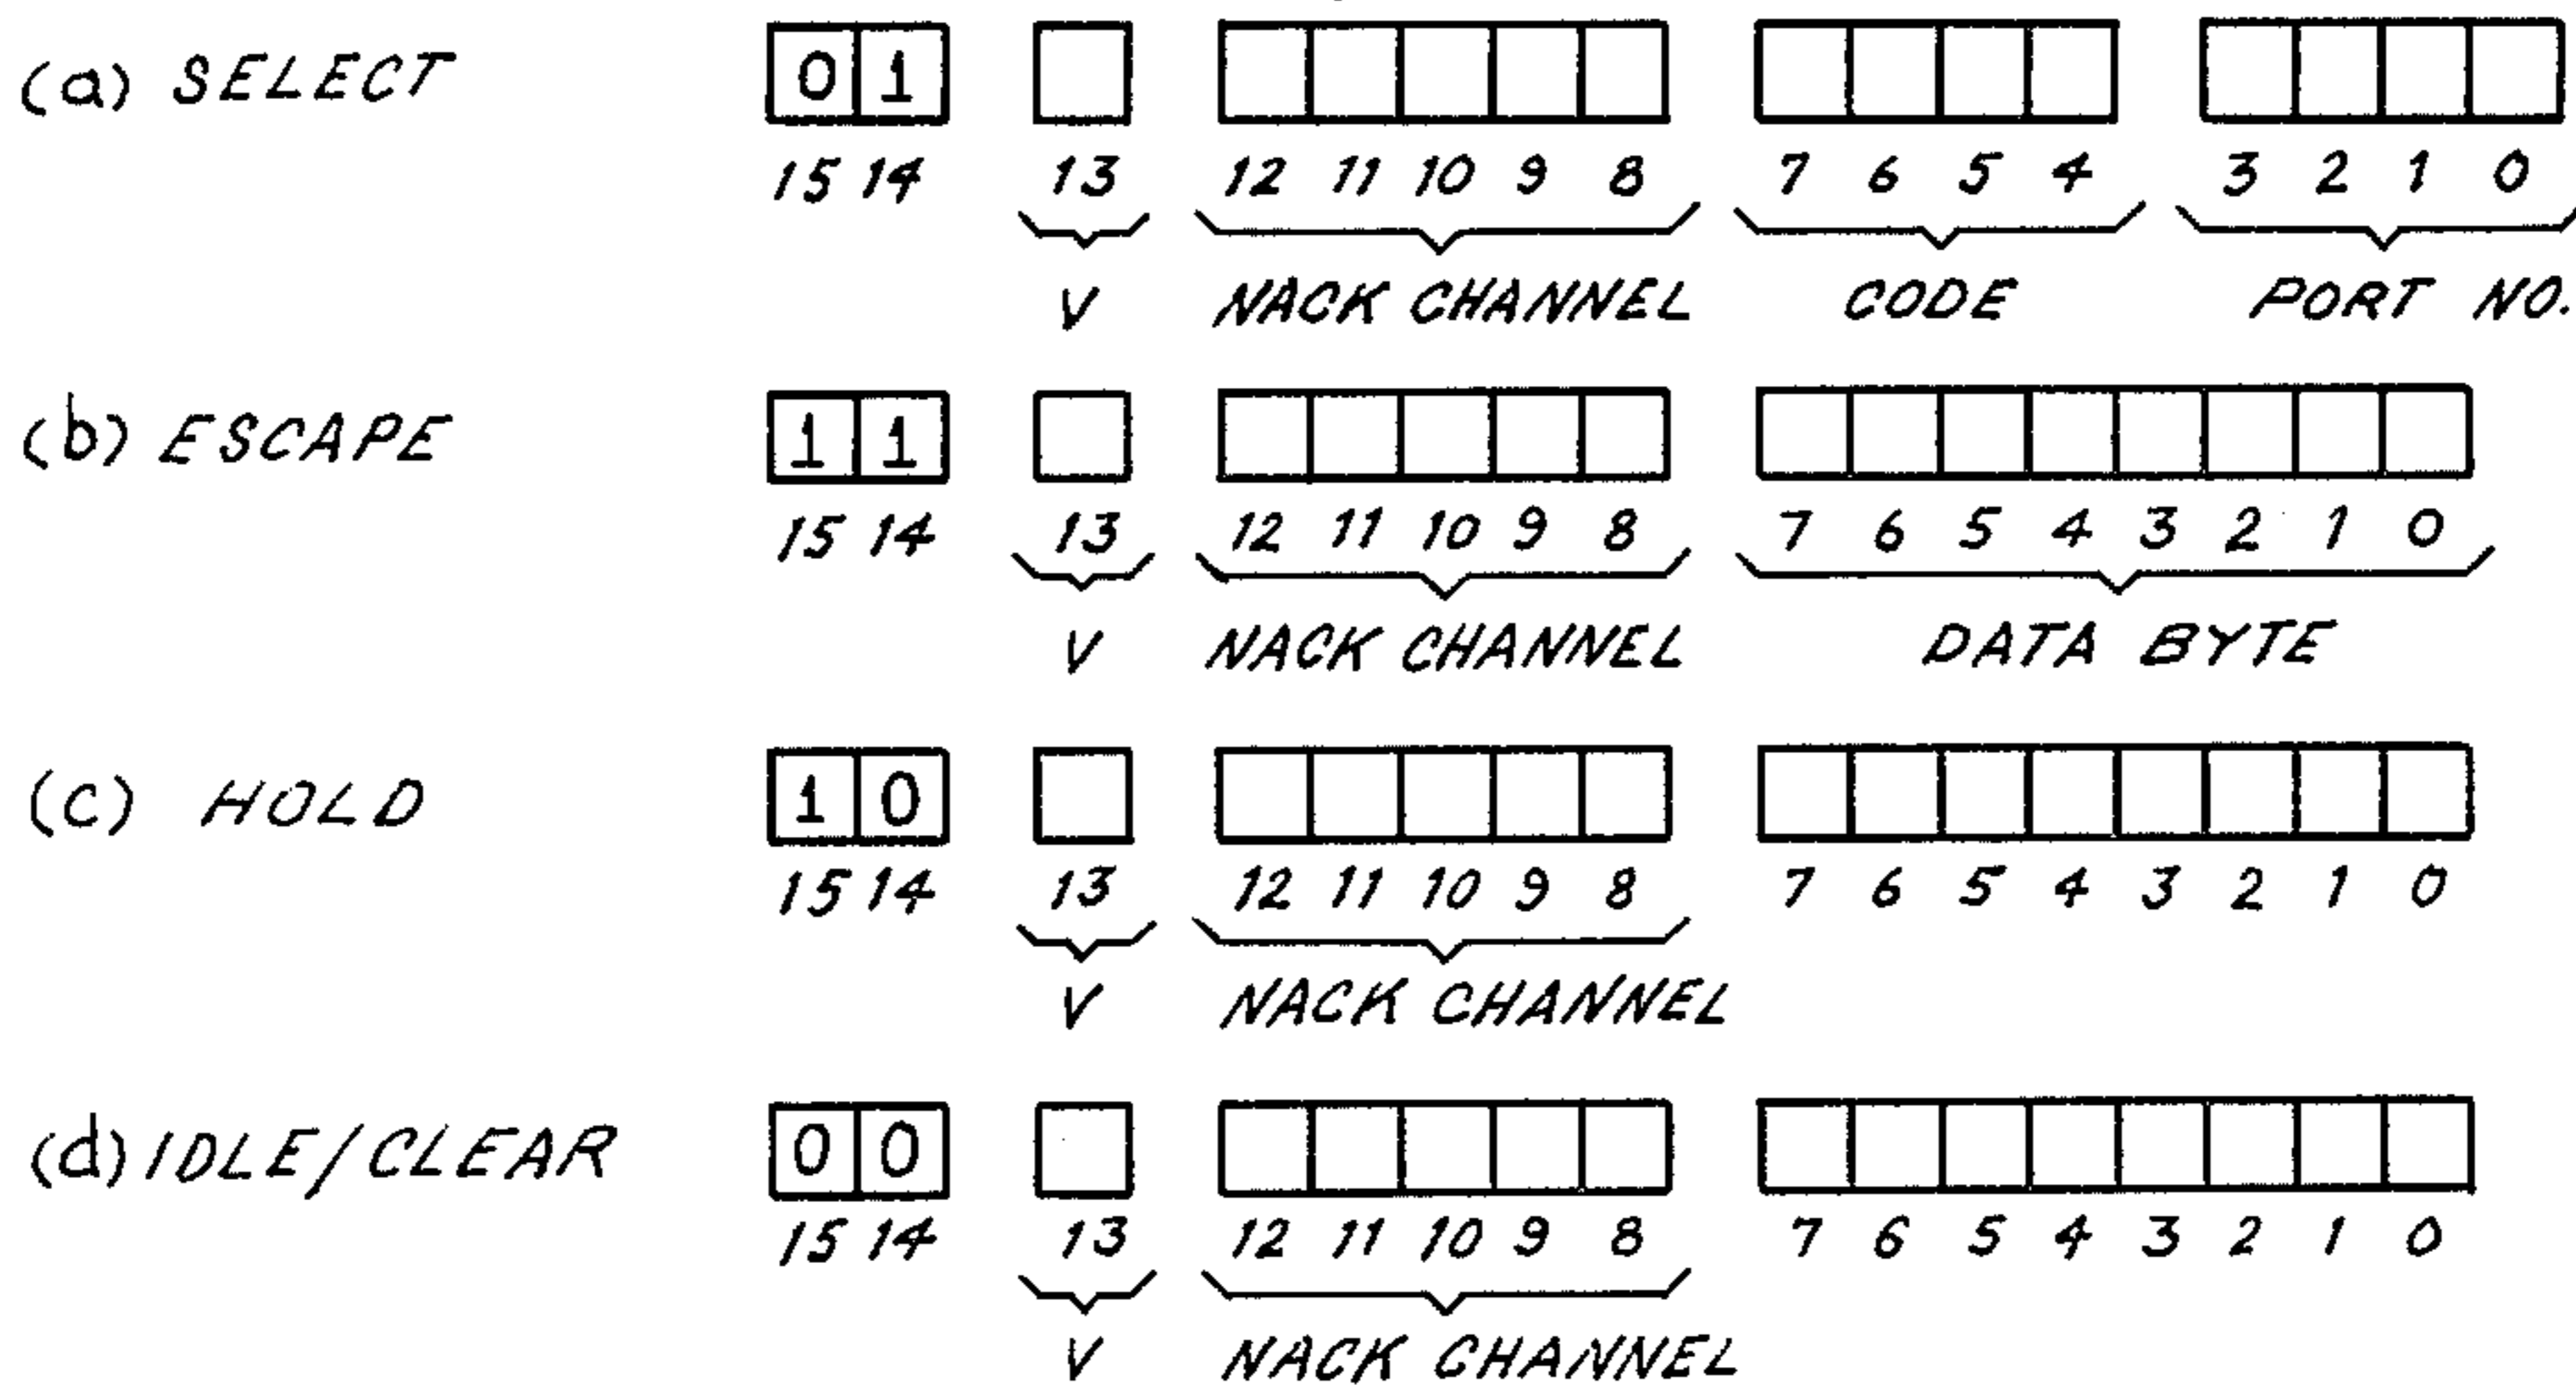 (a) SELECT 0 1
15 14 13 12 11 10 9 8 7 6 5 4 3 2 1 0
V NACK CHANNEL CODE PORT NO.
(b) ESCAPE 1 1
15 14 13 12 11 10 9 8 7 6 5 4 3 2 1 0
V NACK CHANNEL DATA BYTE
(c) HOLD 1 0
15 14 13 12 11 10 9 8 7 6 5 4 3 2 1 0
V NACK CHANNEL
(d) IDLE/CLEAR 0 0
15 14 13 12 11 10 9 8 7 6 5 4 3 2 1 0
V NACK CHANNEL